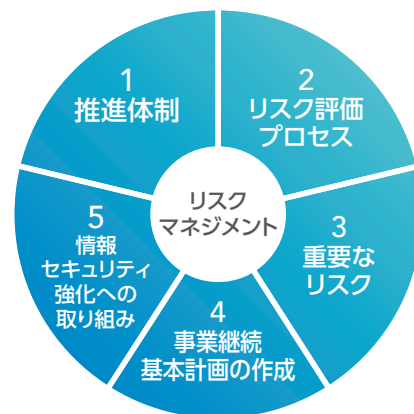 1
推進体制
2
リスク評価
プロセス
3
重要な
リスク
4
事業継続
基本計画の作成
5
情報
セキュリティ
強化への
取り組み
リスク
マネジメント